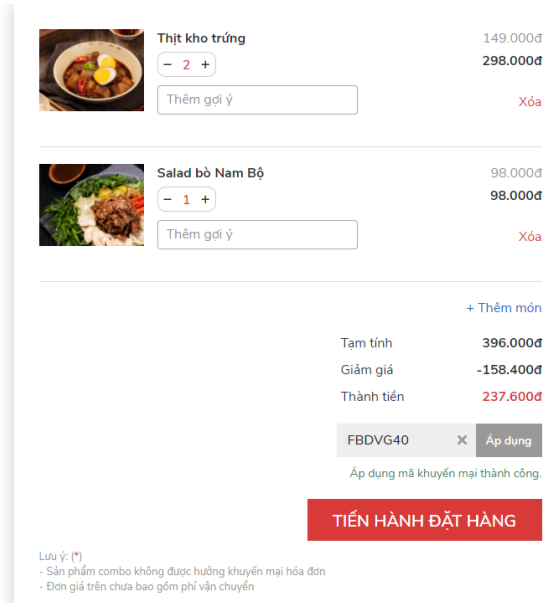 Thịt kho trứng 149.000đ
− 2 + 298.000đ
Thêm gợi ý Xóa
Salad bò Nam Bộ 98.000đ
− 1 + 98.000đ
Thêm gợi ý Xóa
+ Thêm món
Tạm tính 396.000đ
Giảm giá -158.400đ
Thành tiền 237.600đ
FBDVG40 × Áp dụng
Áp dụng mã khuyến mại thành công.
TIẾN HÀNH ĐẶT HÀNG
Lưu ý: (*)
- Sản phẩm combo không được hưởng khuyến mại hóa đơn
- Đơn giá trên chưa bao gồm phí vận chuyển